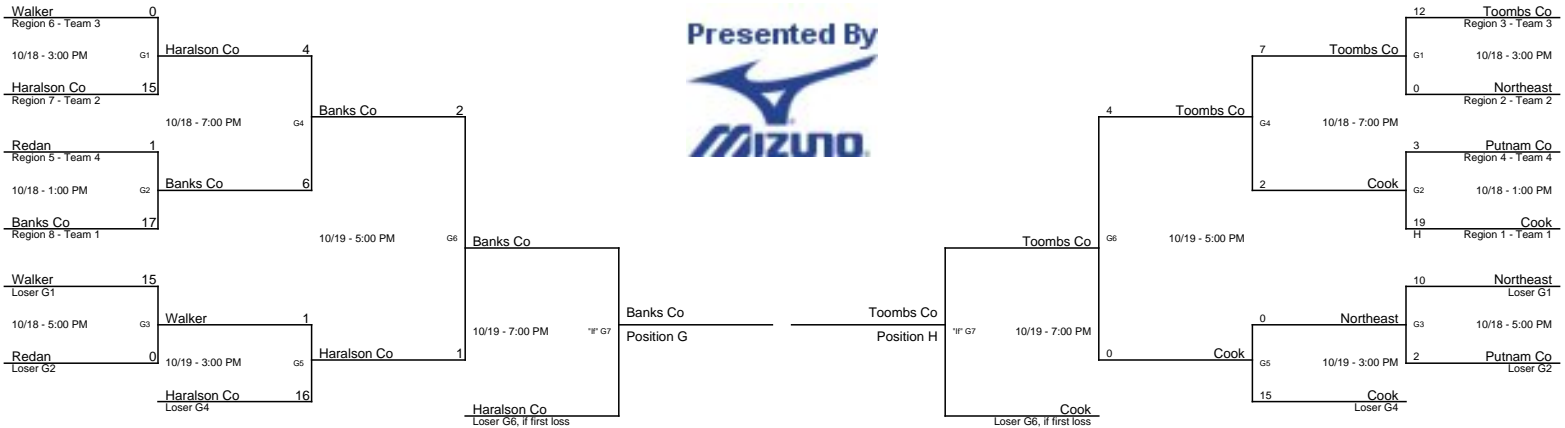 Walker 0
Region 6 - Team 3
10/18 - 3:00 PM G1
Haralson Co 15
Region 7 - Team 2
Haralson Co 4
10/18 - 7:00 PM G4
Redan 1
Region 5 - Team 4
10/18 - 1:00 PM G2
Banks Co 17
Region 8 - Team 1
Banks Co 6
Banks Co 2
10/19 - 5:00 PM G6
Walker 15
Loser G1
10/18 - 5:00 PM G3
Redan 0
Loser G2
Walker 1
10/19 - 3:00 PM G5
Haralson Co 16
Loser G4
Haralson Co 1
Banks Co
10/19 - 7:00 PM "If" G7
Haralson Co
Loser G6, if first loss
Banks Co
Position G
Presented By
MIZUNO.
12 Toombs Co
Region 3 - Team 3
G1 10/18 - 3:00 PM
0 Northeast
Region 2 - Team 2
7 Toombs Co
G4 10/18 - 7:00 PM
3 Putnam Co
Region 4 - Team 4
G2 10/18 - 1:00 PM
19 Cook
H Region 1 - Team 1
2 Cook
4 Toombs Co
G6 10/19 - 5:00 PM
10 Northeast
Loser G1
G3 10/18 - 5:00 PM
2 Putnam Co
Loser G2
0 Northeast
G5 10/19 - 3:00 PM
15 Cook
Loser G4
0 Cook
Toombs Co
"If" G7 10/19 - 7:00 PM
Cook
Loser G6, if first loss
Toombs Co
Position H